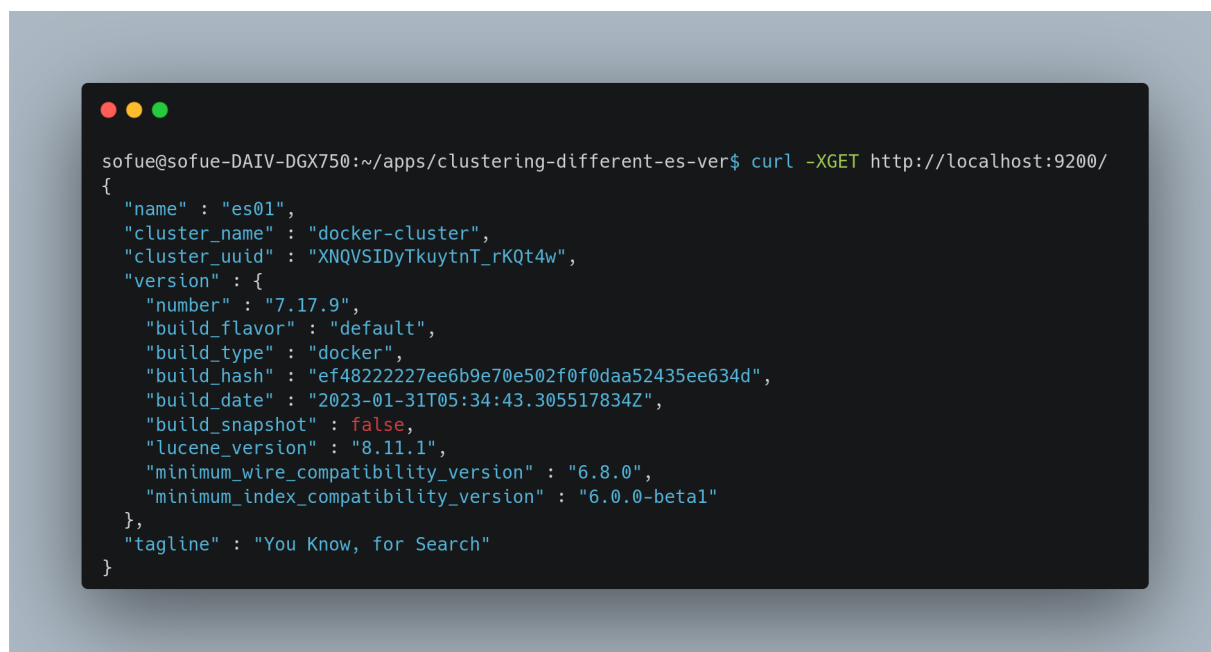 sofue@sofue-DAIV-DGX750:~/apps/clustering-different-es-ver$ curl -XGET http://localhost:9200/
{
  "name" : "es01",
  "cluster_name" : "docker-cluster",
  "cluster_uuid" : "XNQVSIDyTkuytnT_rKQt4w",
  "version" : {
    "number" : "7.17.9",
    "build_flavor" : "default",
    "build_type" : "docker",
    "build_hash" : "ef48222227ee6b9e70e502f0f0daa52435ee634d",
    "build_date" : "2023-01-31T05:34:43.305517834Z",
    "build_snapshot" : false,
    "lucene_version" : "8.11.1",
    "minimum_wire_compatibility_version" : "6.8.0",
    "minimum_index_compatibility_version" : "6.0.0-beta1"
  },
  "tagline" : "You Know, for Search"
}